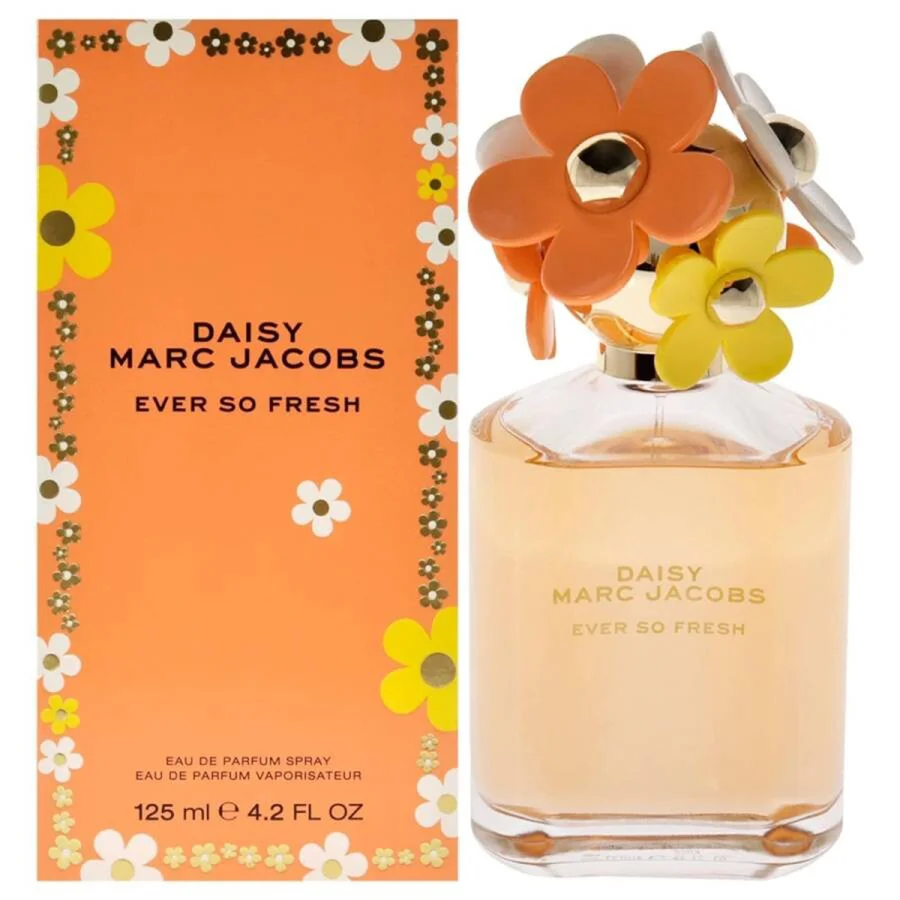 DAISY
MARC JACOBS
EVER SO FRESH
EAU DE PARFUM SPRAY
EAU DE PARFUM VAPORISATEUR
125 ml ℮ 4.2 FL OZ
DAISY
MARC JACOBS
EVER SO FRESH